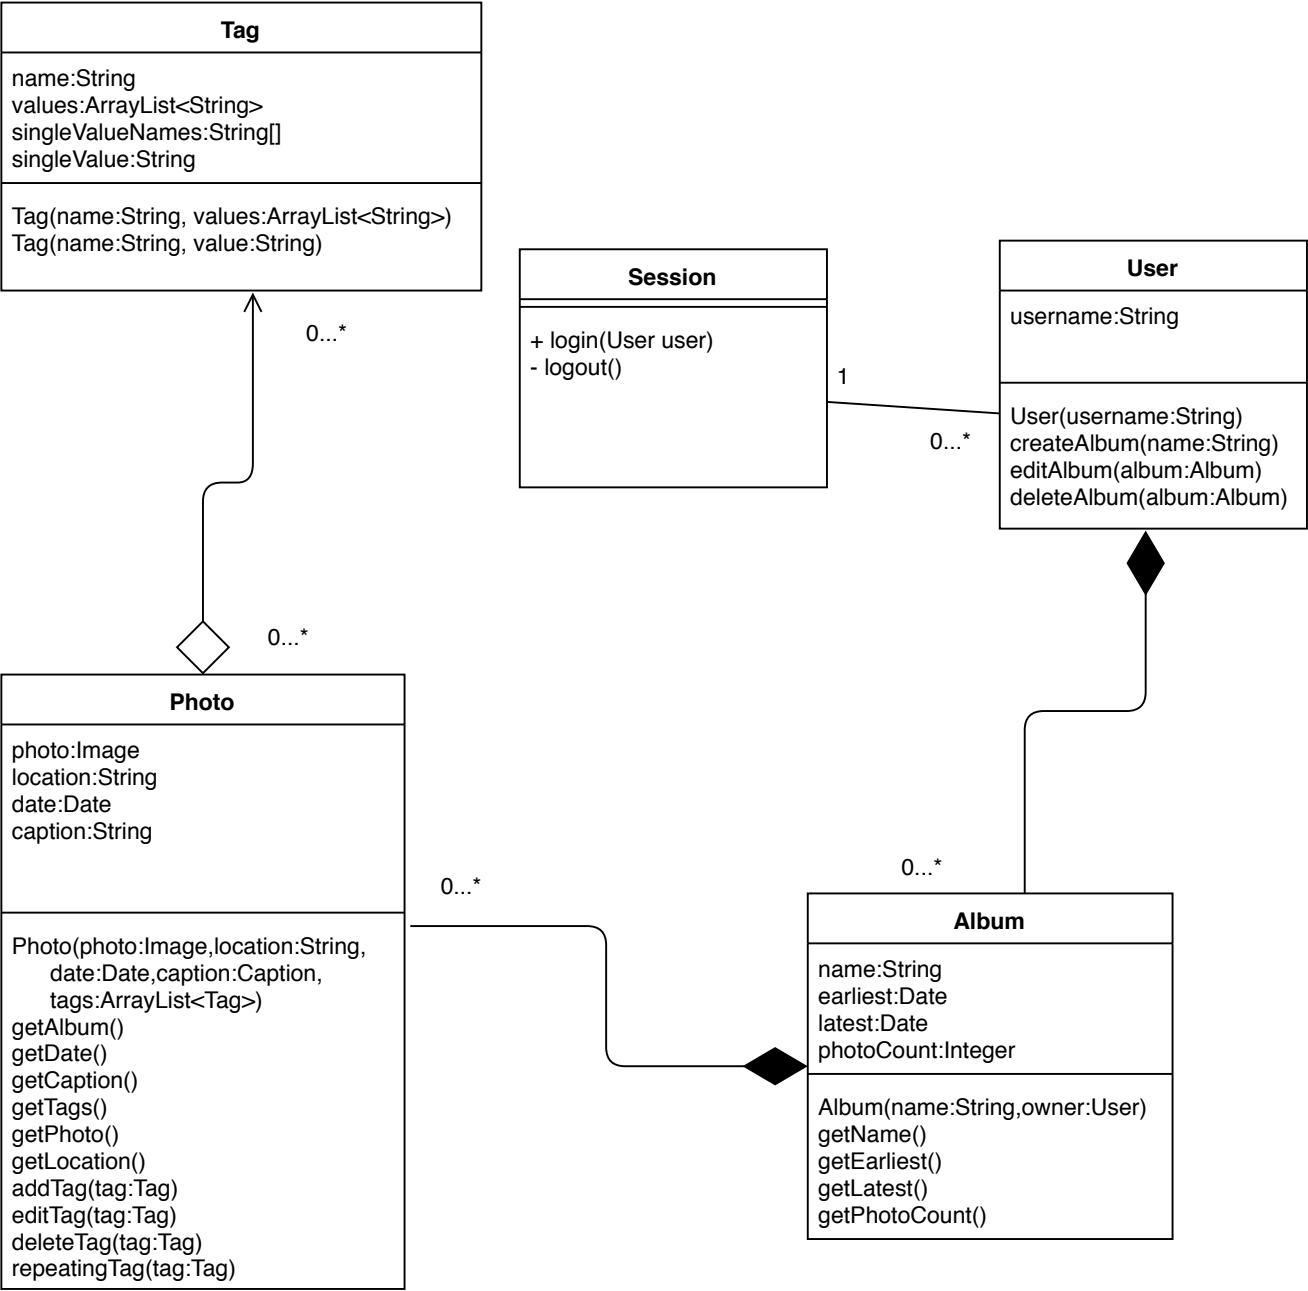 Tag
name:String
values:ArrayList<String>
singleValueNames:String[]
singleValue:String
Tag(name:String, values:ArrayList<String>)
Tag(name:String, value:String)
0...*
0...*
Session
+ login(User user)
- logout()
1
0...*
User
username:String
User(username:String)
createAlbum(name:String)
editAlbum(album:Album)
deleteAlbum(album:Album)
Photo
photo:Image
location:String
date:Date
caption:String
Photo(photo:Image,location:String,
date:Date,caption:Caption,
tags:ArrayList<Tag>)
getAlbum()
getDate()
getCaption()
getTags()
getPhoto()
getLocation()
addTag(tag:Tag)
editTag(tag:Tag)
deleteTag(tag:Tag)
repeatingTag(tag:Tag)
0...*
0...*
Album
name:String
earliest:Date
latest:Date
photoCount:Integer
Album(name:String,owner:User)
getName()
getEarliest()
getLatest()
getPhotoCount()